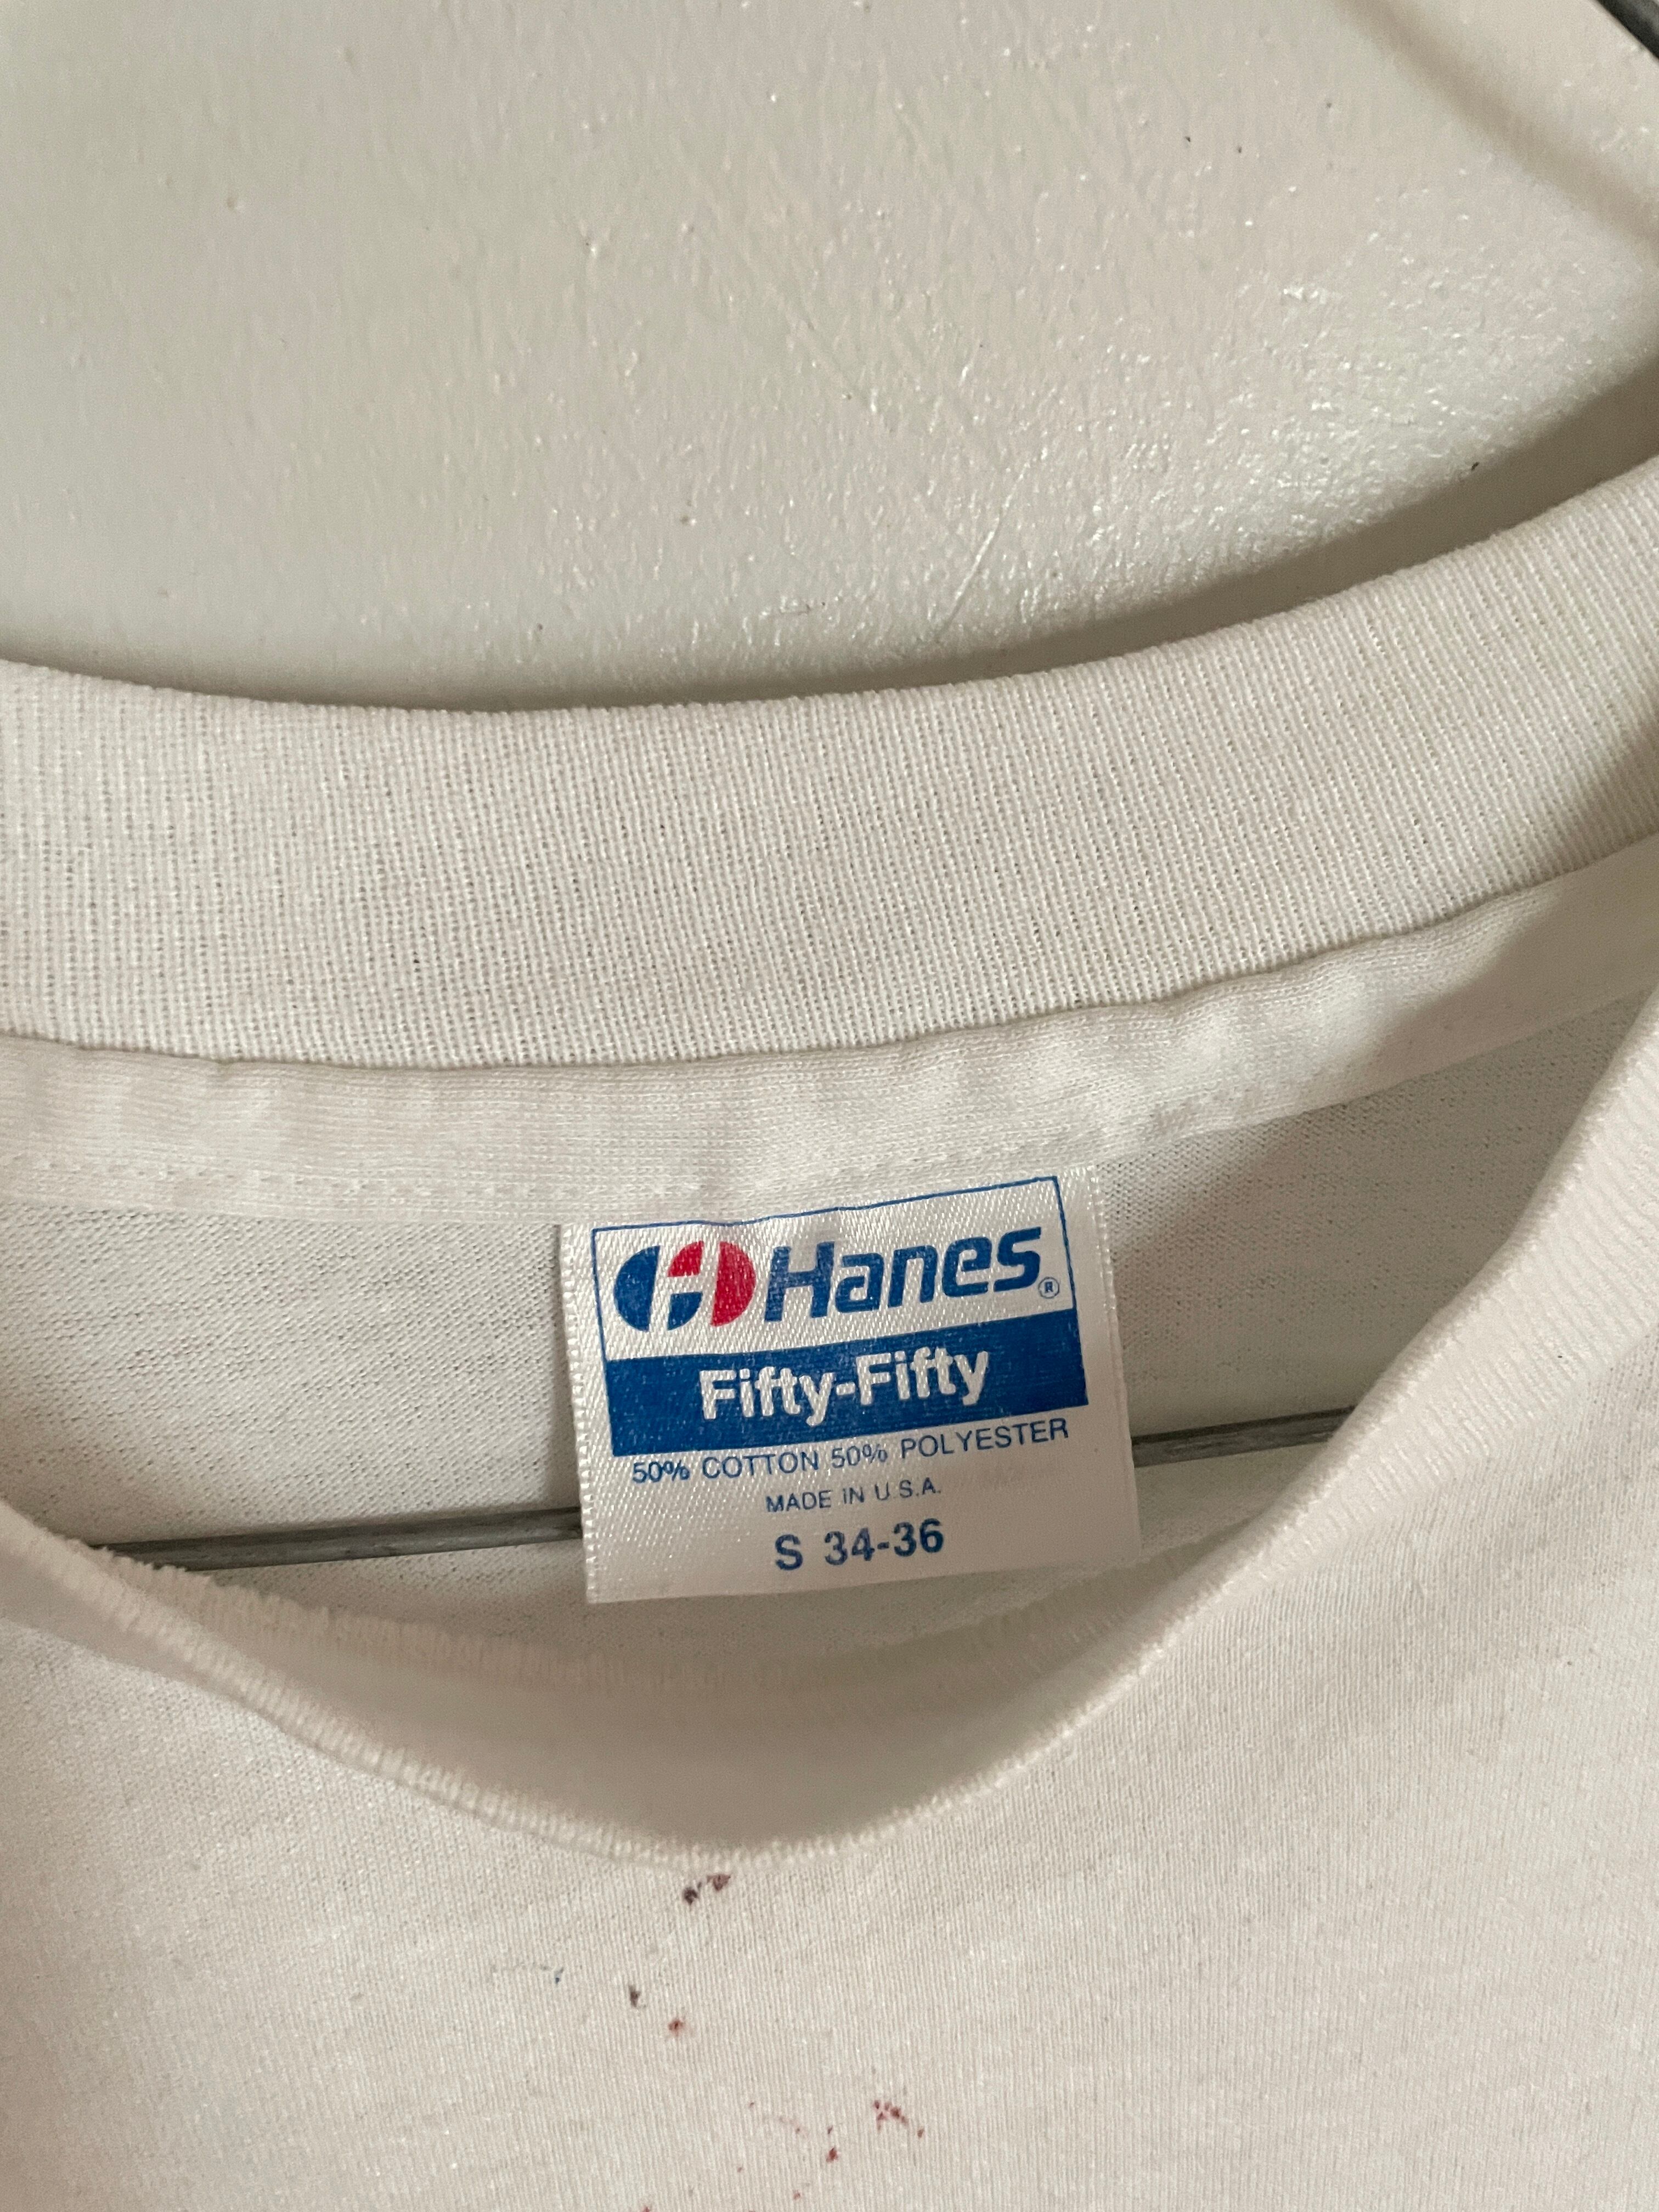 Hanes®
Fifty-Fifty
50% COTTON 50% POLYESTER
MADE IN U.S.A.
S 34-36